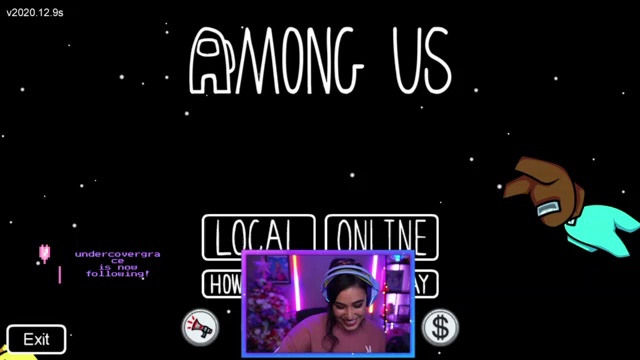 v2020.12.9s
AMONG US
LOCAL ONLINE
undercovergra
ce
is now
following!
HOW
AY
$
Exit